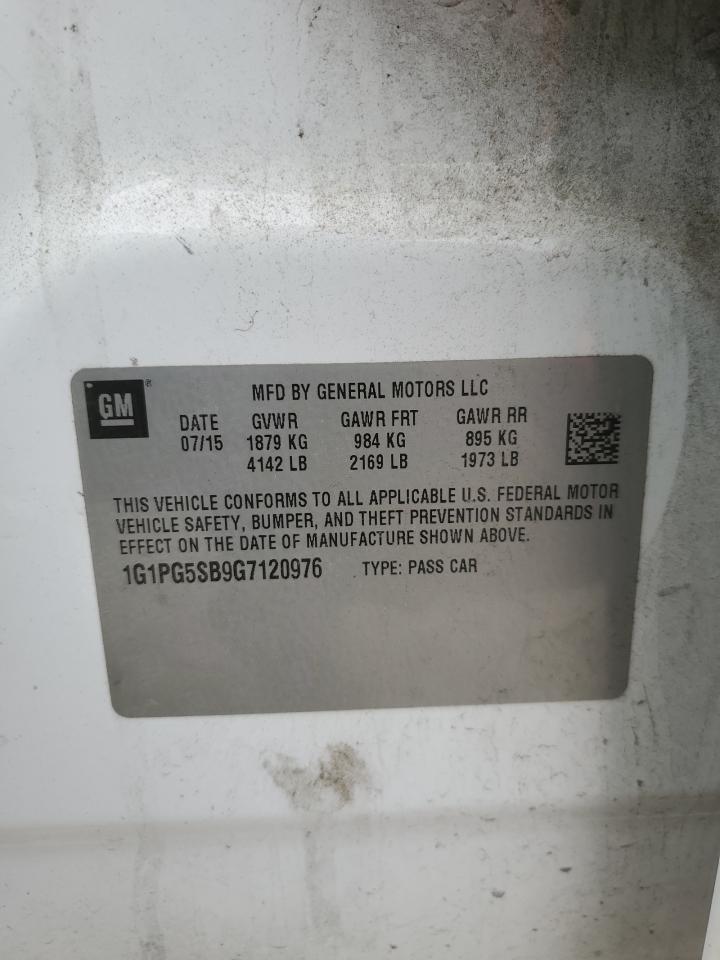 GM ®
MFD BY GENERAL MOTORS LLC
DATE GVWR GAWR FRT GAWR RR
07/15 1879 KG 984 KG 895 KG
4142 LB 2169 LB 1973 LB
THIS VEHICLE CONFORMS TO ALL APPLICABLE U.S. FEDERAL MOTOR
VEHICLE SAFETY, BUMPER, AND THEFT PREVENTION STANDARDS IN
EFFECT ON THE DATE OF MANUFACTURE SHOWN ABOVE.
1G1PG5SB9G7120976 TYPE: PASS CAR